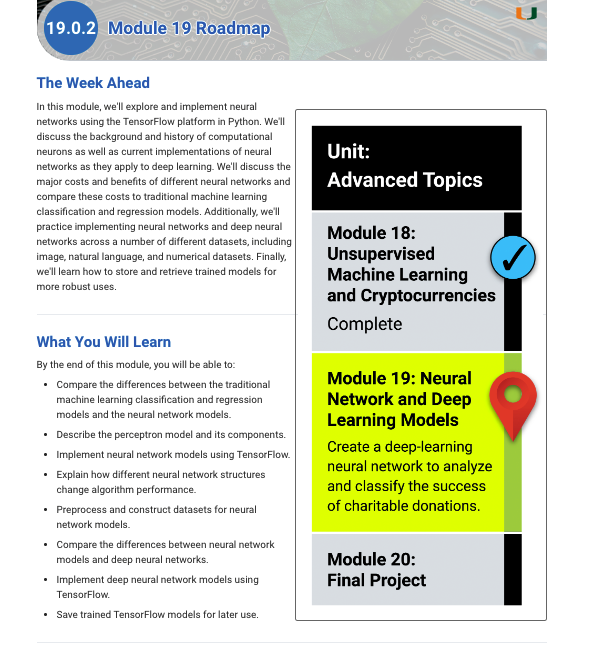 19.0.2 Module 19 Roadmap
The Week Ahead
In this module, we'll explore and implement neural
networks using the TensorFlow platform in Python. We'll
discuss the background and history of computational
neurons as well as current implementations of neural
networks as they apply to deep learning. We'll discuss the
major costs and benefits of different neural networks and
compare these costs to traditional machine learning
classification and regression models. Additionally, we'll
practice implementing neural networks and deep neural
networks across a number of different datasets, including
image, natural language, and numerical datasets. Finally,
we'll learn how to store and retrieve trained models for
more robust uses.
What You Will Learn
By the end of this module, you will be able to:
• Compare the differences between the traditional
machine learning classification and regression
models and the neural network models.
• Describe the perceptron model and its components.
• Implement neural network models using TensorFlow.
• Explain how different neural network structures
change algorithm performance.
• Preprocess and construct datasets for neural
network models.
• Compare the differences between neural network
models and deep neural networks.
• Implement deep neural network models using
TensorFlow.
• Save trained TensorFlow models for later use.
Unit:
Advanced Topics
Module 18:
Unsupervised
Machine Learning
and Cryptocurrencies
Complete
Module 19: Neural
Network and Deep
Learning Models
Create a deep-learning
neural network to analyze
and classify the success
of charitable donations.
Module 20:
Final Project